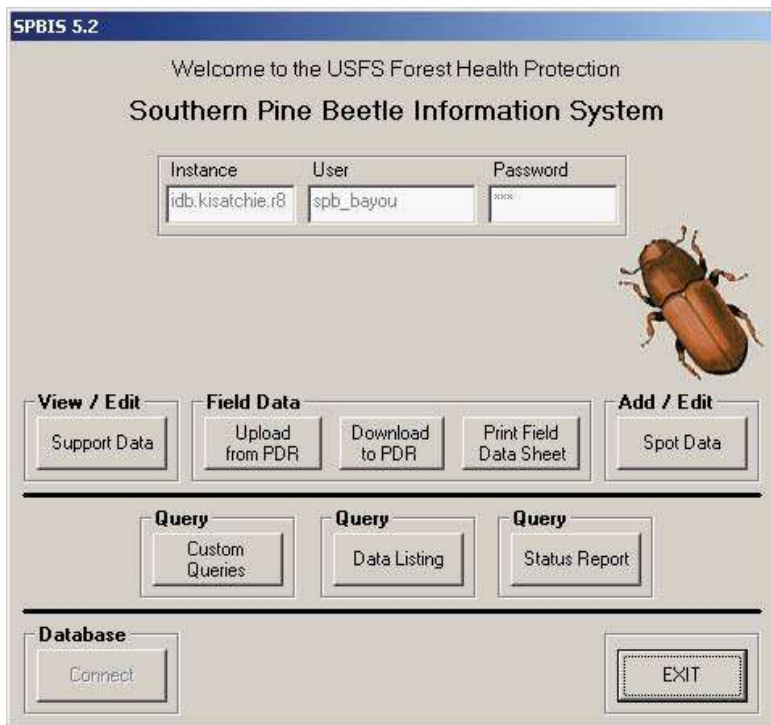 SPBIS 5.2
Welcome to the USFS Forest Health Protection
Southern Pine Beetle Information System
Instance User Password
idb.kisatchie.r8 spb_bayou ***
View / Edit Field Data Add / Edit
Support Data
Upload
from PDR
Download
to PDR
Print Field
Data Sheet
Spot Data
Query Query Query
Custom
Queries
Data Listing
Status Report
Database
Connect
EXIT